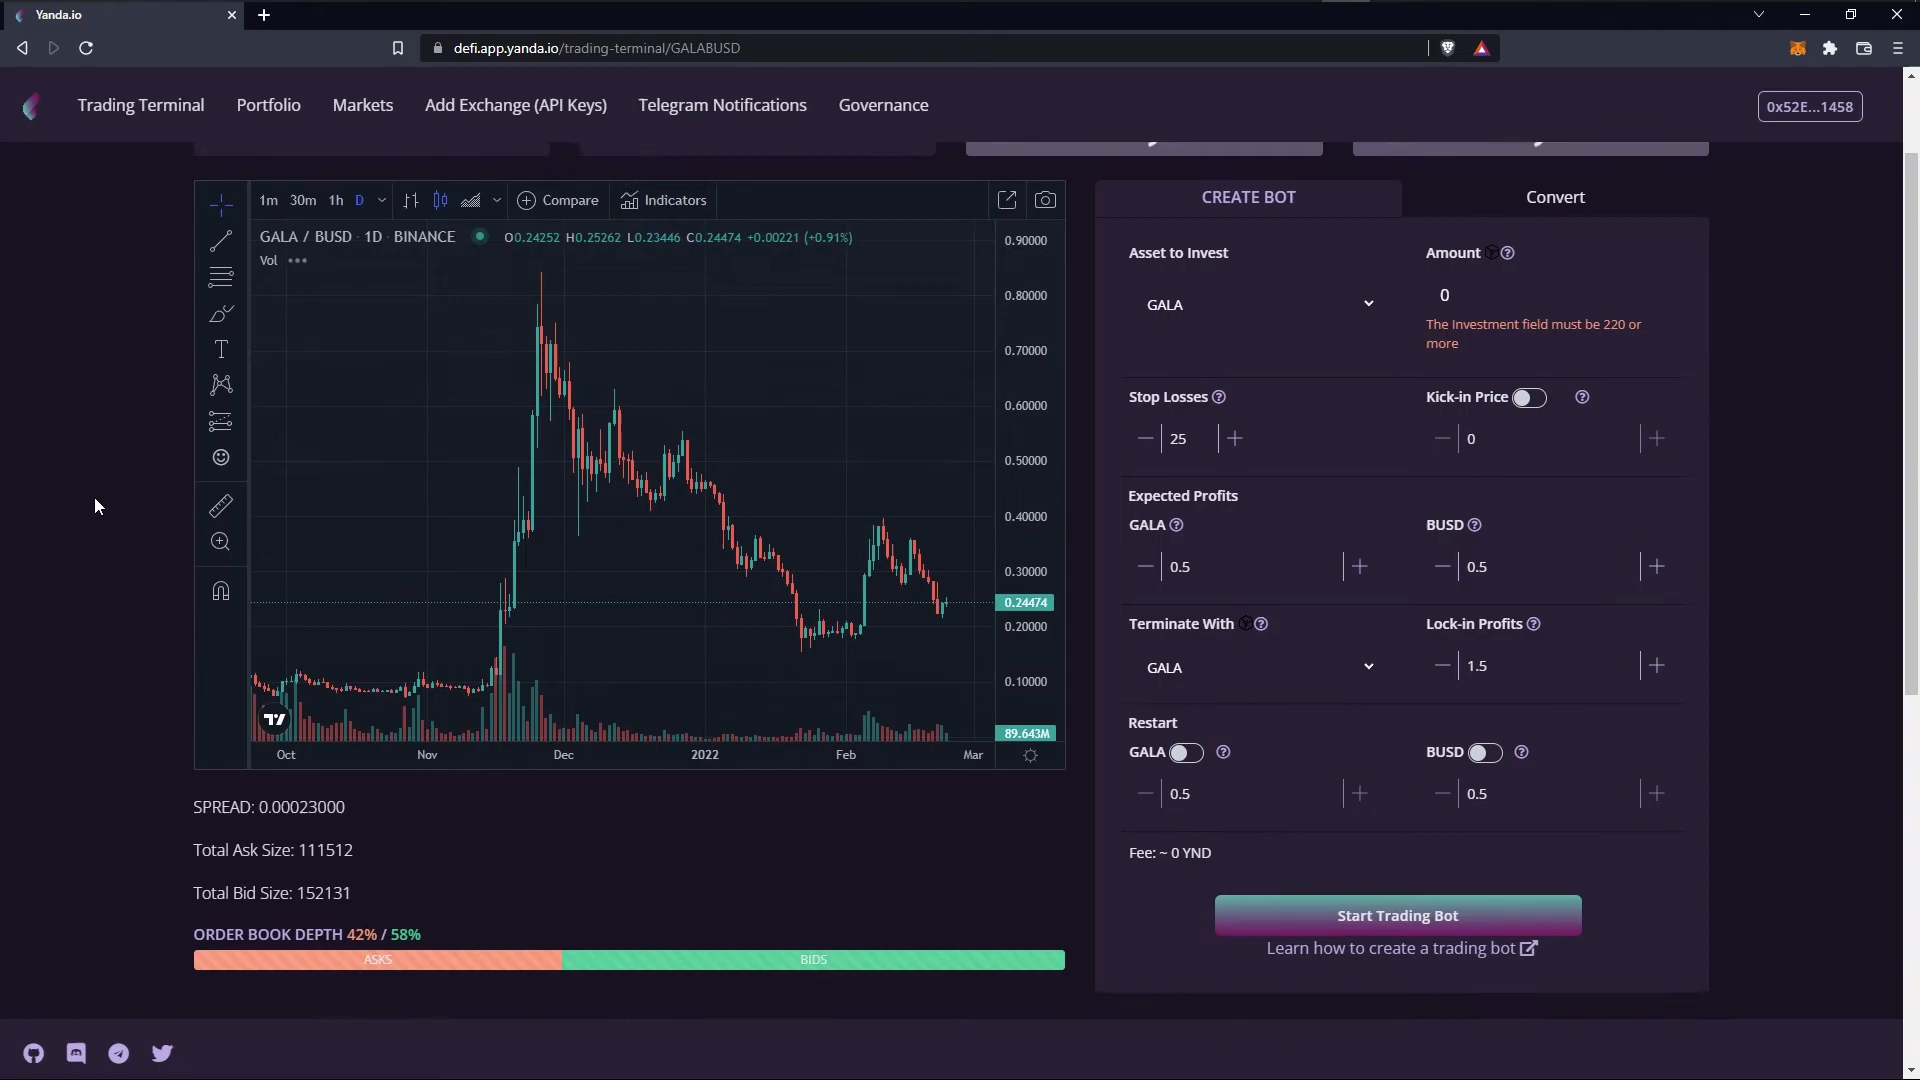 Yanda.io
defi.app.yanda.io/trading-terminal/GALABUSD
Trading Terminal Portfolio Markets Add Exchange (API Keys) Telegram Notifications Governance 0x52E...1458
1m 30m 1h D Compare Indicators
GALA / BUSD · 1D · BINANCE O0.24252 H0.25262 L0.23446 C0.24474 +0.00221 (+0.91%)
Vol
0.90000
0.80000
0.70000
0.60000
0.50000
0.40000
0.30000
0.24474
0.20000
0.10000
89.643M
Oct Nov Dec 2022 Feb Mar
SPREAD: 0.00023000
Total Ask Size: 111512
Total Bid Size: 152131
ORDER BOOK DEPTH 42% / 58%
ASKS BIDS
CREATE BOT Convert
Asset to Invest Amount
GALA 0
The Investment field must be 220 or
more
Stop Losses Kick-in Price
25 0
Expected Profits
GALA BUSD
0.5 0.5
Terminate With Lock-in Profits
GALA 1.5
Restart
GALA BUSD
0.5 0.5
Fee: ~ 0 YND
Start Trading Bot
Learn how to create a trading bot